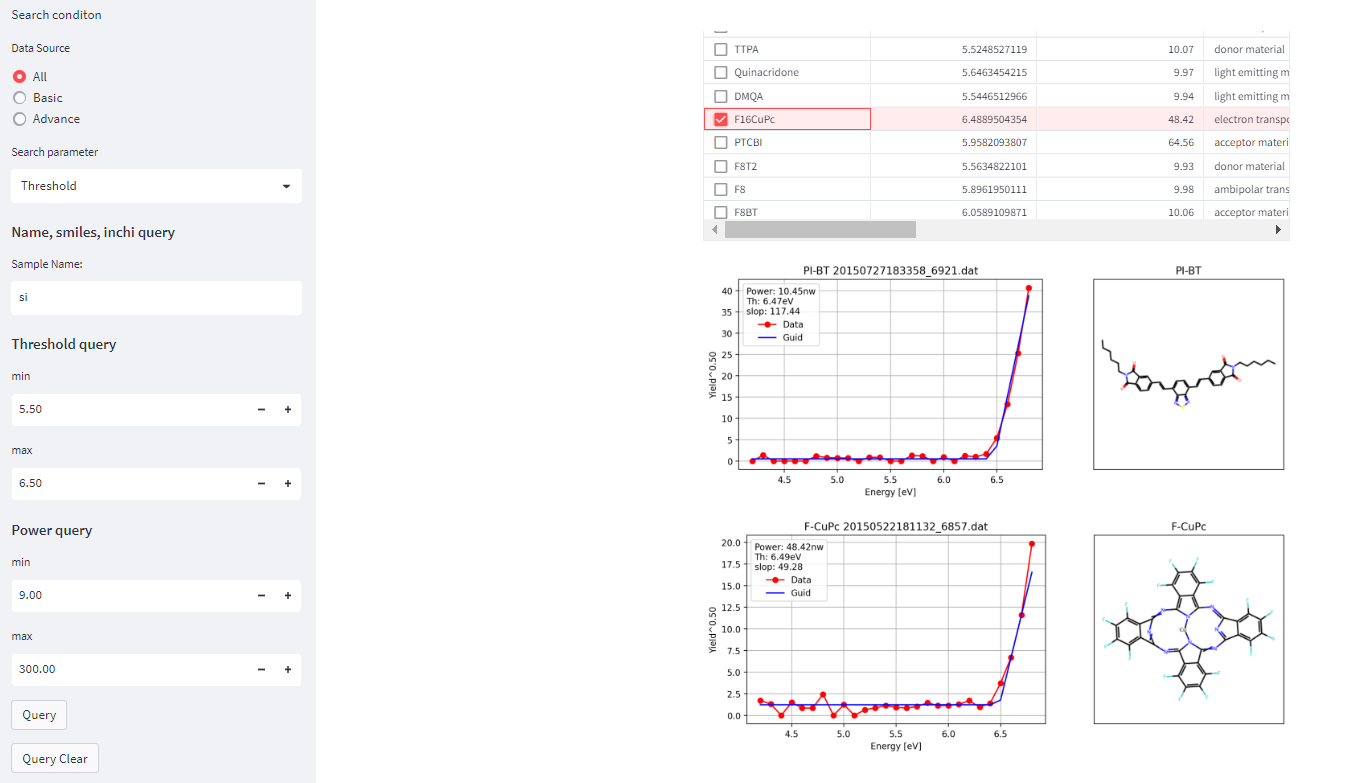 Search conditon
Data Source
All
Basic
Advance
Search parameter
Threshold
Name, smiles, inchi query
Sample Name:
si
Threshold query
min
5.50
max
6.50
Power query
min
9.00
max
300.00
Query
Query Clear
TTPA 5.5248527119 10.07 donor material
Quinacridone 5.6463454215 9.97 light emitting m
DMQA 5.5446512966 9.94 light emitting m
F16CuPc 6.4889504354 48.42 electron transpo
PTCBI 5.9582093807 64.56 acceptor materi
F8T2 5.5634822101 9.93 donor material
F8 5.8961950111 9.98 ambipolar trans
F8BT 6.0589109871 10.06 acceptor materi
PI-BT 20150727183358_6921.dat
Power: 10.45nw
Th: 6.47eV
slop: 117.44
Data
Guid
Yield^0.50
40
35
30
25
20
15
10
5
0
4.5 5.0 5.5 6.0 6.5
Energy [eV]
PI-BT
F-CuPc 20150522181132_6857.dat
Power: 48.42nw
Th: 6.49eV
slop: 49.28
Data
Guid
Yield^0.50
20.0
17.5
15.0
12.5
10.0
7.5
5.0
2.5
0.0
4.5 5.0 5.5 6.0 6.5
Energy [eV]
F-CuPc